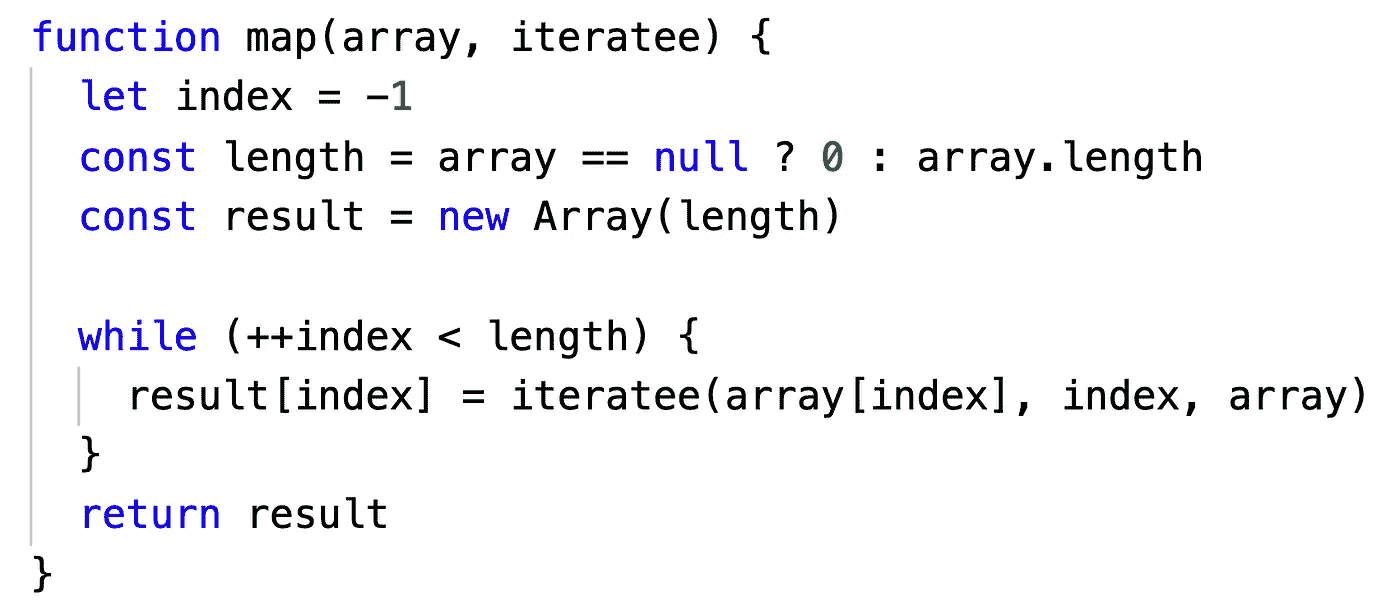 function map(array, iteratee) {
  let index = -1
  const length = array == null ? 0 : array.length
  const result = new Array(length)

  while (++index < length) {
    result[index] = iteratee(array[index], index, array)
  }
  return result
}